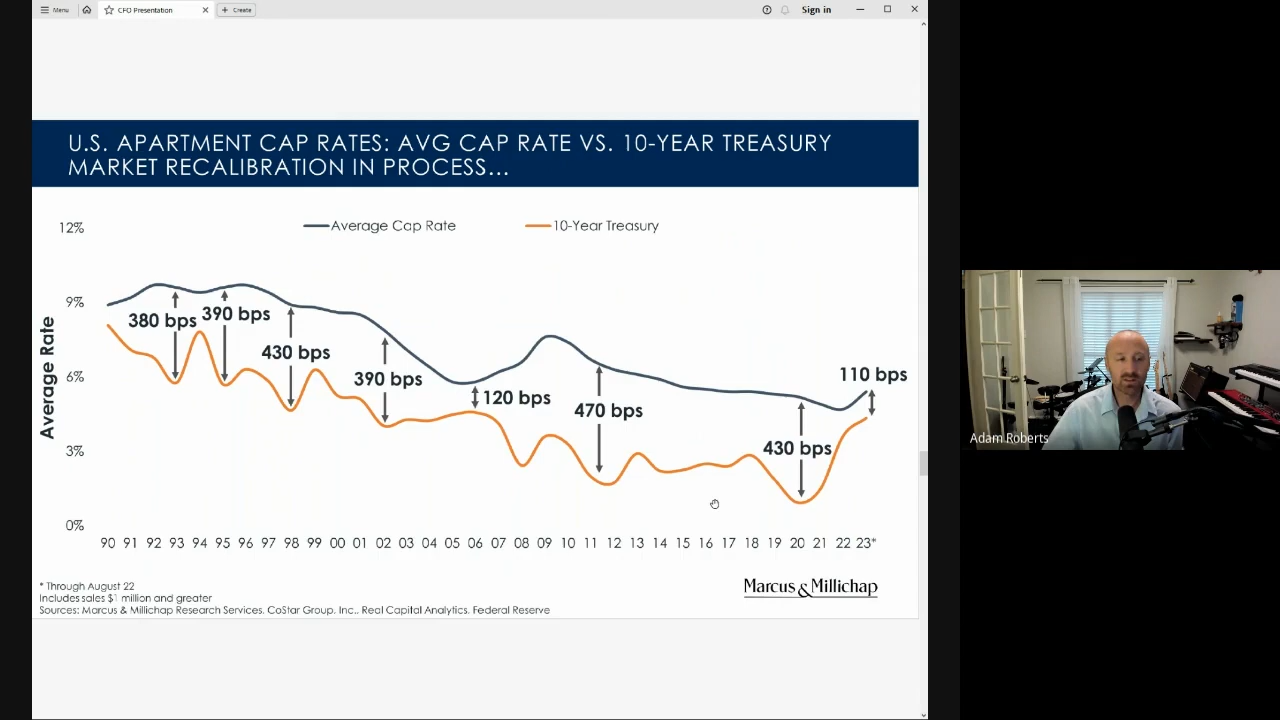 Menu
CFO Presentation
Create
Sign in
U.S. APARTMENT CAP RATES: AVG CAP RATE VS. 10-YEAR TREASURY
MARKET RECALIBRATION IN PROCESS...
Average Cap Rate
10-Year Treasury
12%
9%
6%
3%
0%
Average Rate
380 bps
390 bps
430 bps
390 bps
120 bps
470 bps
430 bps
110 bps
90 91 92 93 94 95 96 97 98 99 00 01 02 03 04 05 06 07 08 09 10 11 12 13 14 15 16 17 18 19 20 21 22 23*
* Through August 22
Includes sales $1 million and greater
Sources: Marcus & Millichap Research Services, CoStar Group, Inc., Real Capital Analytics, Federal Reserve
Marcus & Millichap
Adam Roberts